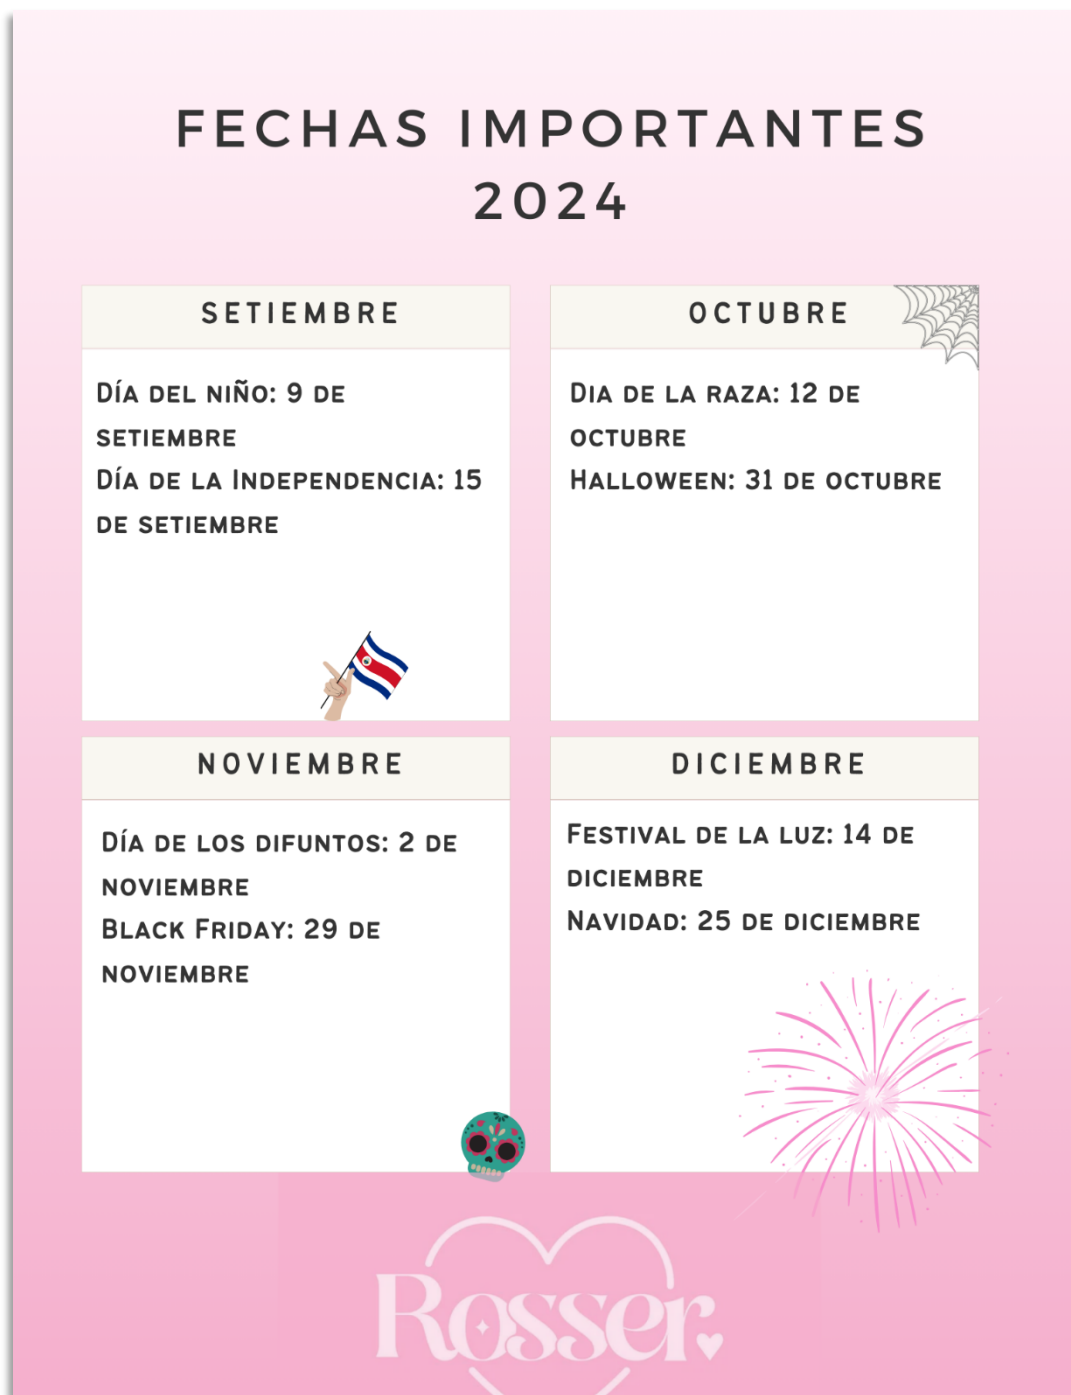 FECHAS IMPORTANTES
2024
SETIEMBRE
DÍA DEL NIÑO: 9 DE
SETIEMBRE
DÍA DE LA INDEPENDENCIA: 15
DE SETIEMBRE
OCTUBRE
DIA DE LA RAZA: 12 DE
OCTUBRE
HALLOWEEN: 31 DE OCTUBRE
NOVIEMBRE
DÍA DE LOS DIFUNTOS: 2 DE
NOVIEMBRE
BLACK FRIDAY: 29 DE
NOVIEMBRE
DICIEMBRE
FESTIVAL DE LA LUZ: 14 DE
DICIEMBRE
NAVIDAD: 25 DE DICIEMBRE
Rosser